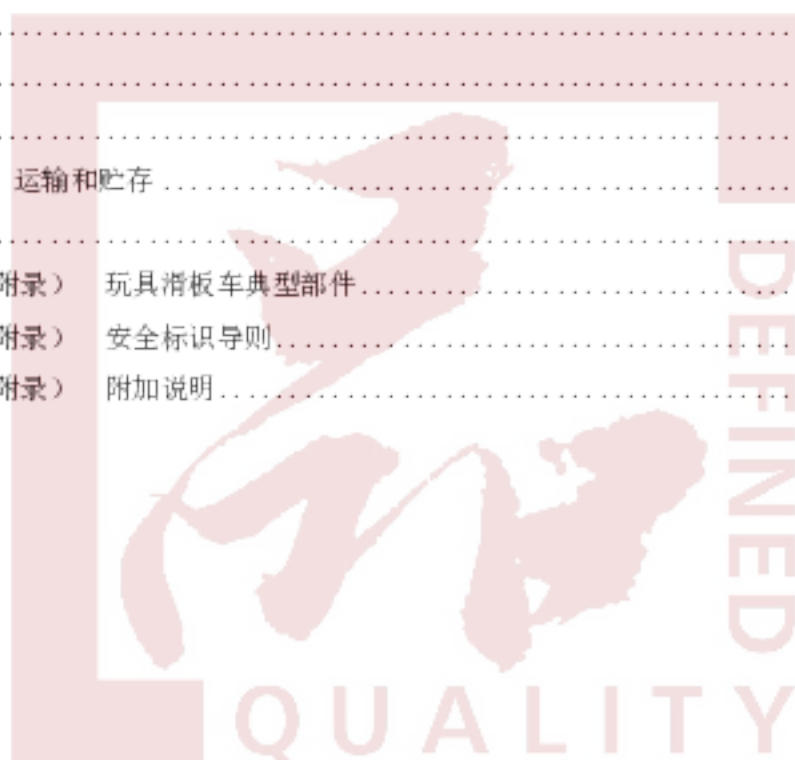 运输和贮存
附录） 玩具滑板车典型部件
附录） 安全标识导则
附录） 附加说明
DEFINED
QUALITY